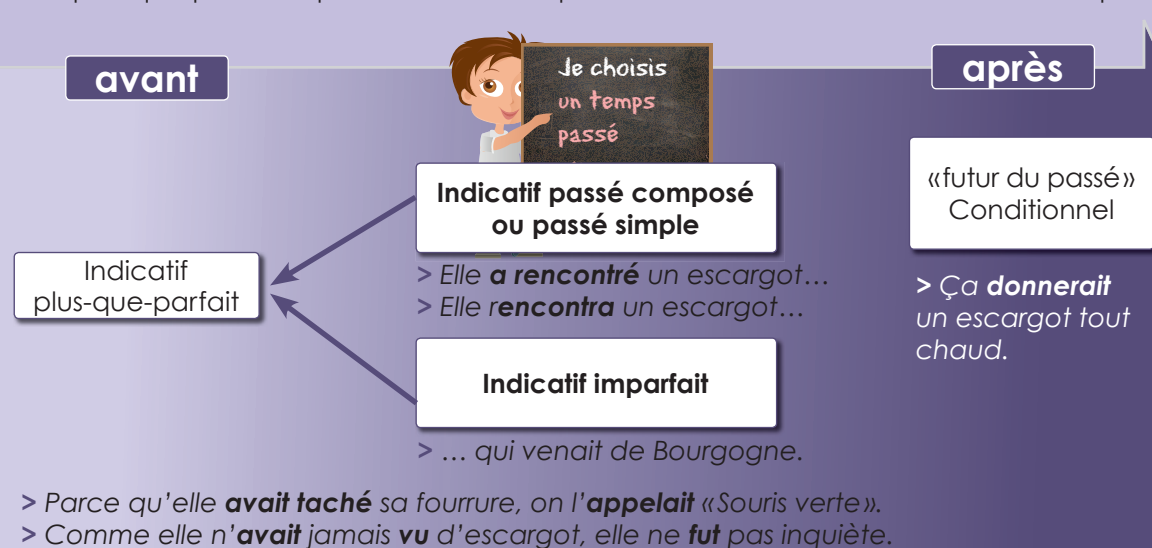 avant
Je choisis
un temps
passé
après
Indicatif passé composé
ou passé simple
«futur du passé»
Conditionnel
Indicatif
plus-que-parfait
> Elle a rencontré un escargot…
> Elle rencontra un escargot…
> Ça donnerait
un escargot tout
chaud.
Indicatif imparfait
> … qui venait de Bourgogne.
> Parce qu’elle avait taché sa fourrure, on l’appelait «Souris verte».
> Comme elle n’avait jamais vu d’escargot, elle ne fut pas inquiète.